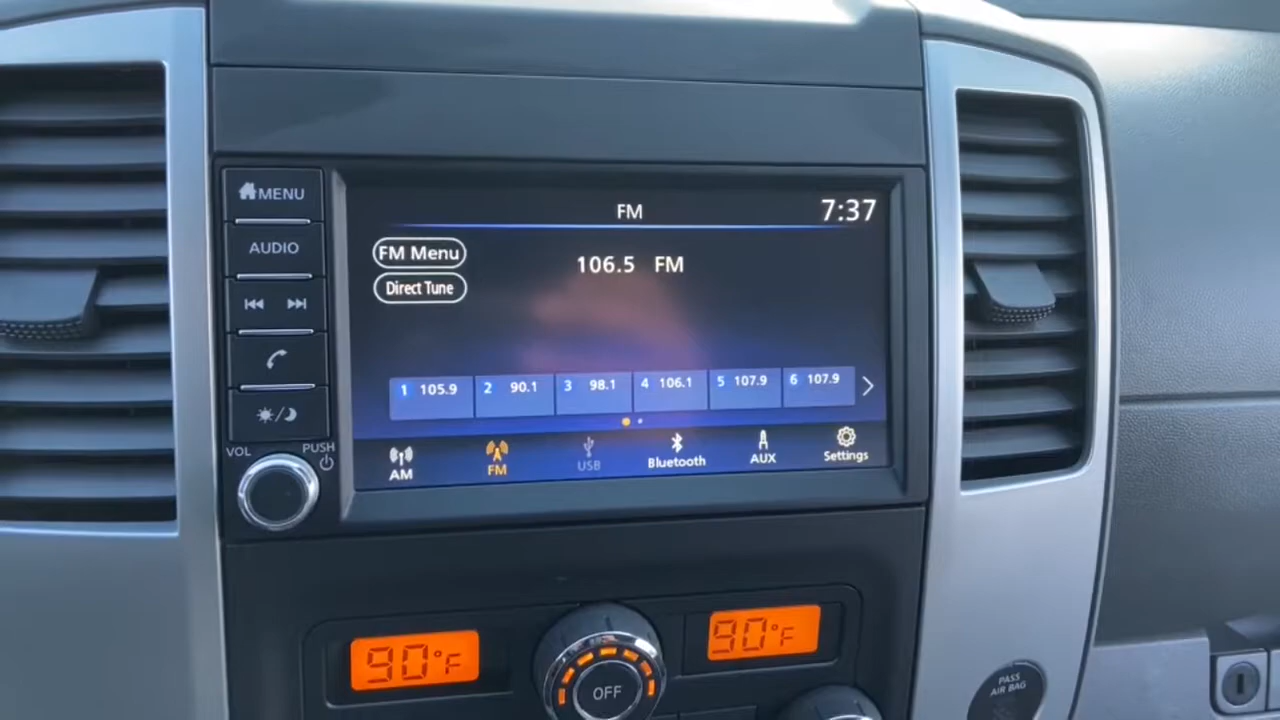 MENU
AUDIO
VOL
PUSH
FM
7:37
FM Menu
Direct Tune
106.5 FM
1 105.9
2 90.1
3 98.1
4 106.1
5 107.9
6 107.9
AM
FM
USB
Bluetooth
AUX
Settings
90°F
OFF
90°F
PASS
AIR BAG